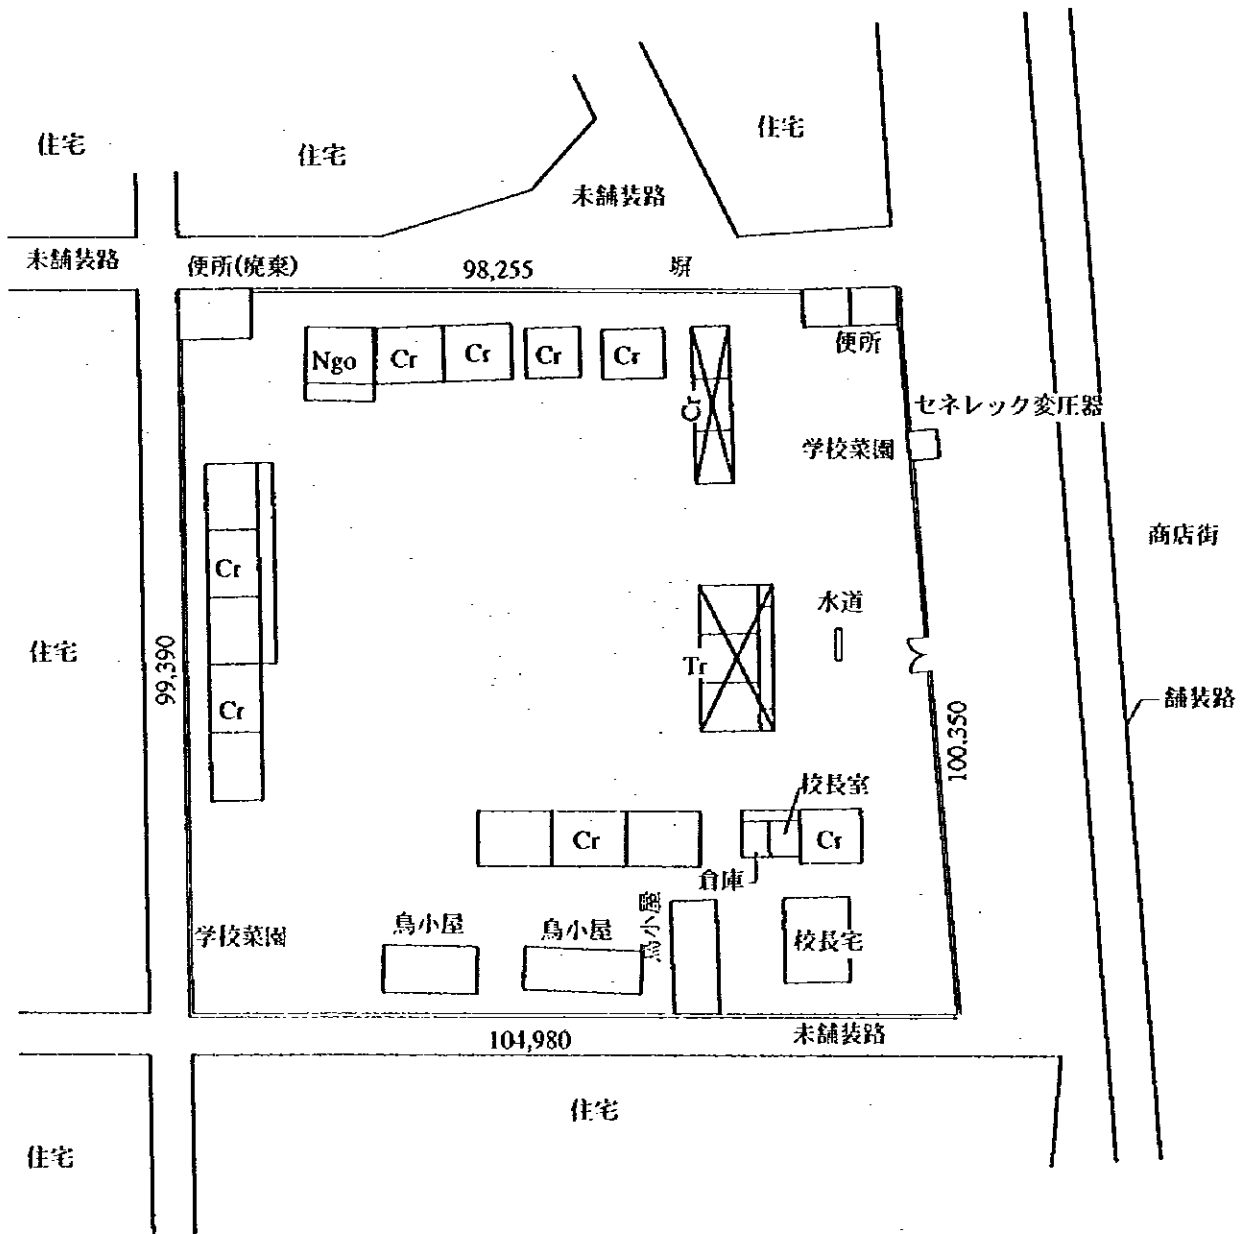 住宅
住宅
住宅
未舗装路
未舗装路
便所(廃棄)
98,255
塀
便所
Ngo
Cr
Cr
Cr
Cr
Cr
セネレック変圧器
学校菜園
商店街
Cr
水道
住宅
99,390
Tr
舗装路
Cr
100,350
校長室
Cr
Cr
倉庫
鳥小屋
鳥小屋
鳥小屋
校長宅
学校菜園
104,980
未舗装路
住宅
住宅